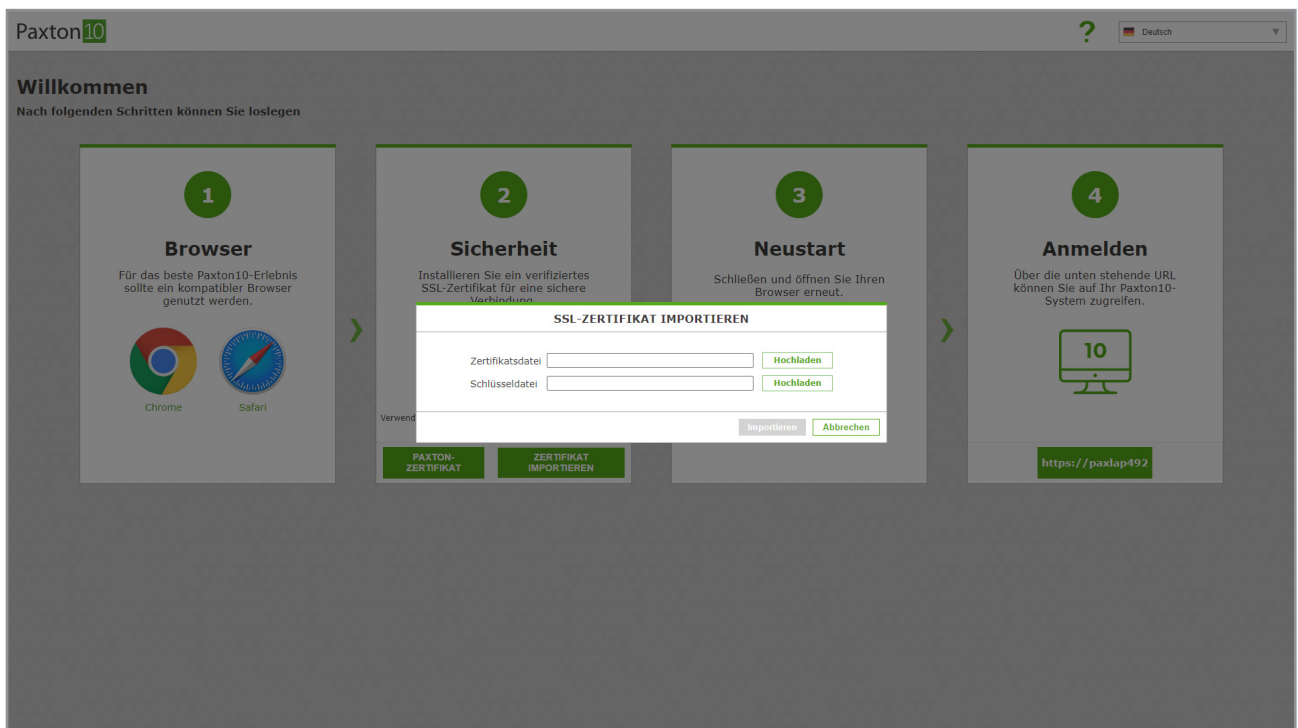 Paxton10
?
Deutsch
Willkommen
Nach folgenden Schritten können Sie loslegen
1
Browser
Für das beste Paxton10-Erlebnis
sollte ein kompatibler Browser
genutzt werden.
Chrome
Safari
2
Sicherheit
Installieren Sie ein verifiziertes
SSL-Zertifikat für eine sichere
Verbindung
Verwend
PAXTON-
ZERTIFIKAT
ZERTIFIKAT
IMPORTIEREN
3
Neustart
Schließen und öffnen Sie Ihren
Browser erneut.
4
Anmelden
Über die unten stehende URL
können Sie auf Ihr Paxton10-
System zugreifen.
10
https://paxlap492
SSL-ZERTIFIKAT IMPORTIEREN
Zertifikatsdatei
Hochladen
Schlüsseldatei
Hochladen
Importieren
Abbrechen